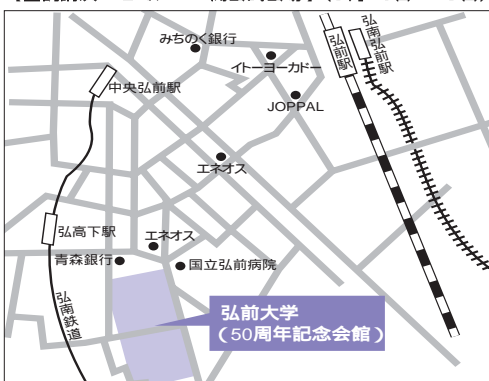 みちのく銀行
イトーヨーカドー
弘前駅
弘南弘前駅
中央弘前駅
JOPPAL
エネオス
弘高下駅
エネオス
青森銀行
国立弘前病院
弘南鉄道
弘前大学
(50周年記念会館)